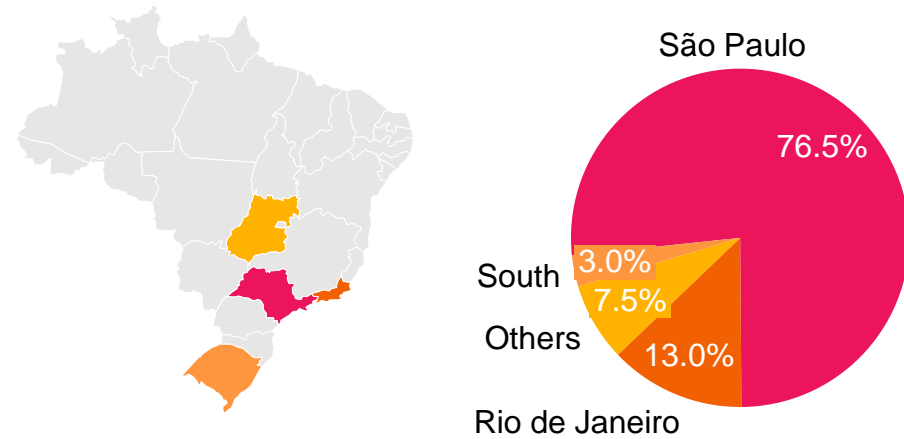 São Paulo
76.5%
South
3.0%
7.5%
Others
13.0%
Rio de Janeiro